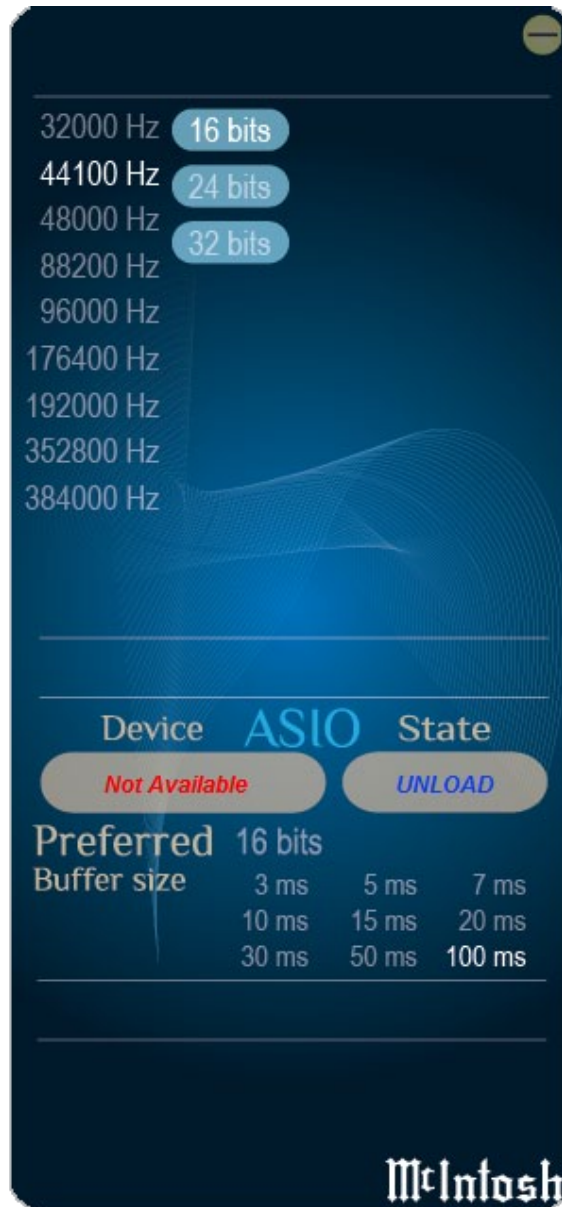 32000 Hz 16 bits
44100 Hz 24 bits
48000 Hz 32 bits
88200 Hz
96000 Hz
176400 Hz
192000 Hz
352800 Hz
384000 Hz
Device ASIO State
Not Available UNLOAD
Preferred 16 bits
Buffer size 3 ms 5 ms 7 ms
10 ms 15 ms 20 ms
30 ms 50 ms 100 ms
McIntosh